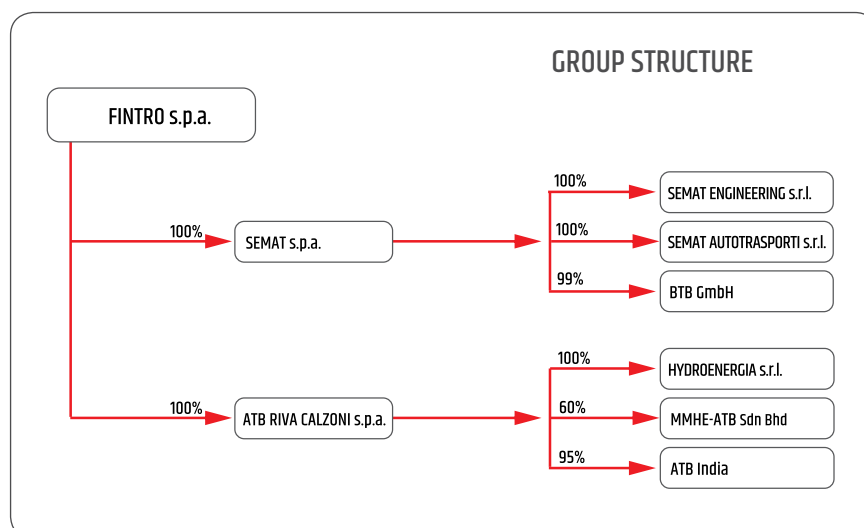 GROUP STRUCTURE
FINTRO s.p.a.
100%
SEMAT s.p.a.
100%
SEMAT ENGINEERING s.r.l.
100%
SEMAT AUTOTRASPORTI s.r.l.
99%
BTB GmbH
100%
ATB RIVA CALZONI s.p.a.
100%
HYDROENERGIA s.r.l.
60%
MMHE-ATB Sdn Bhd
95%
ATB India